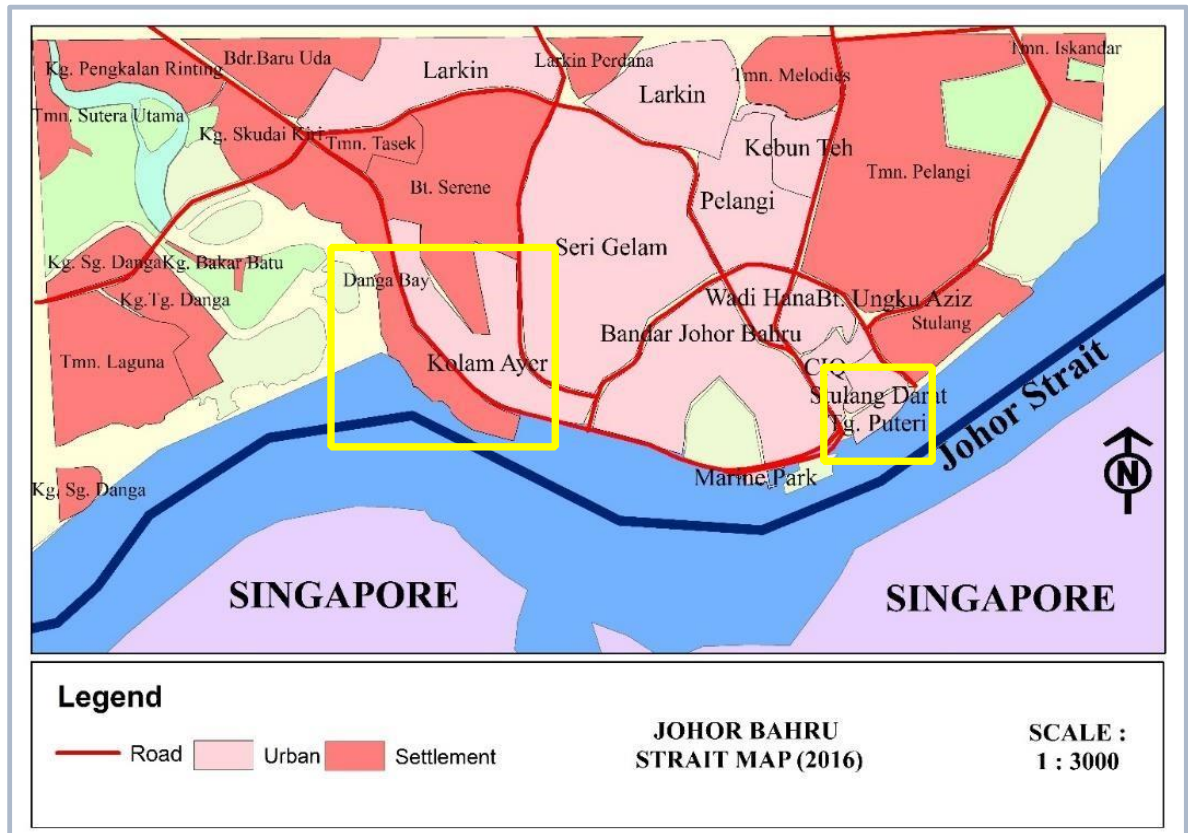 Kg. Pengkalan Rinting
Bdr.Baru Uda
Larkin
Larkin Perdana
Larkin
Tmn. Melodies
Tmn. Iskandar
Tmn. Sutera Utama
Kg. Skudai Kiri
Tmn. Tasek
Kebun Teh
Bt. Serene
Tmn. Pelangi
Pelangi
Seri Gelam
Kg. Sg. Danga
Kg. Bakar Batu
Danga Bay
Kg.Tg. Danga
Wadi Hana
Bt. Ungku Aziz
Stulang
Bandar Johor Bahru
Tmn. Laguna
Kolam Ayer
CIQ
Stulang Darat
Tg. Puteri
Johor Strait
Marine Park
Kg. Sg. Danga
N
SINGAPORE
SINGAPORE
Legend
Road
Urban
Settlement
JOHOR BAHRU
STRAIT MAP (2016)
SCALE :
1 : 3000